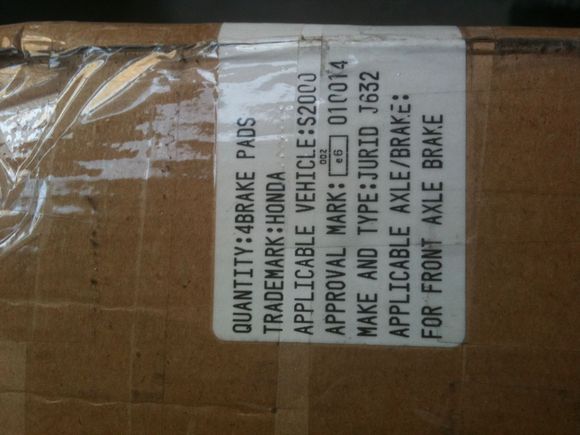 QUANTITY:4BRAKE PADS
TRADEMARK:HONDA
APPLICABLE VEHICLE:S2000
002
APPROVAL MARK: e6 010014
MAKE AND TYPE:JURID J632
APPLICABLE AXLE/BRAKE:
FOR FRONT AXLE BRAKE